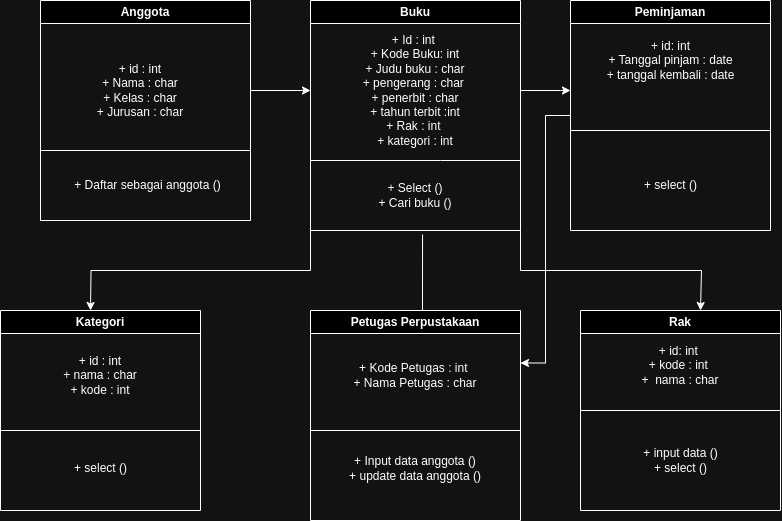 Anggota
+ id : int
+ Nama : char
+ Kelas : char
+ Jurusan : char
+ Daftar sebagai anggota ()
Buku
+ Id : int
+ Kode Buku: int
+ Judu buku : char
+ pengerang : char
+ penerbit : char
+ tahun terbit :int
+ Rak : int
+ kategori : int
+ Select ()
+ Cari buku ()
Peminjaman
+ id: int
+ Tanggal pinjam : date
+ tanggal kembali : date
+ select ()
Kategori
+ id : int
+ nama : char
+ kode : int
+ select ()
Petugas Perpustakaan
+ Kode Petugas : int
+ Nama Petugas : char
+ Input data anggota ()
+ update data anggota ()
Rak
+ id: int
+ kode : int
+ nama : char
+ input data ()
+ select ()